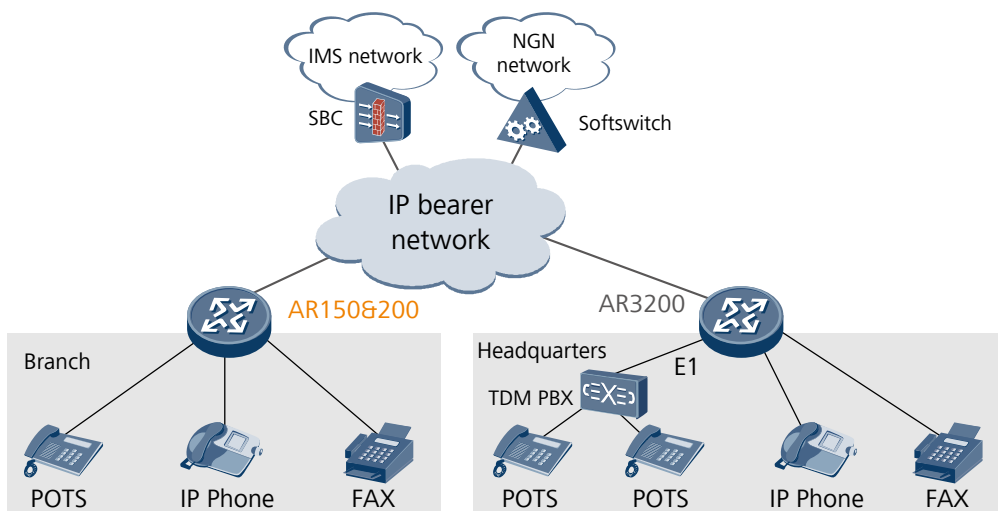 IMS network
NGN
network
SBC
Softswitch
IP bearer
network
AR150&200
AR3200
Branch
Headquarters
E1
TDM PBX
POTS
IP Phone
FAX
POTS
POTS
IP Phone
FAX